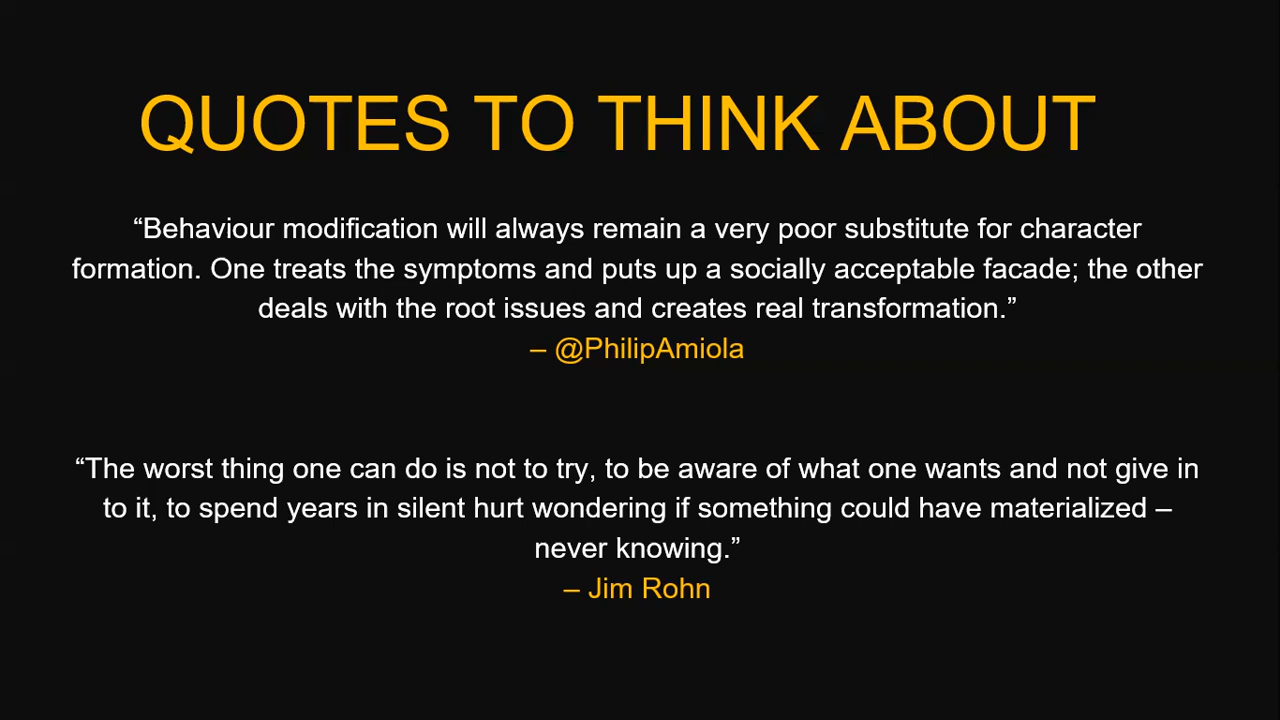 QUOTES TO THINK ABOUT
“Behaviour modification will always remain a very poor substitute for character
formation. One treats the symptoms and puts up a socially acceptable facade; the other
deals with the root issues and creates real transformation.”
– @PhilipAmiola
“The worst thing one can do is not to try, to be aware of what one wants and not give in
to it, to spend years in silent hurt wondering if something could have materialized –
never knowing.”
– Jim Rohn